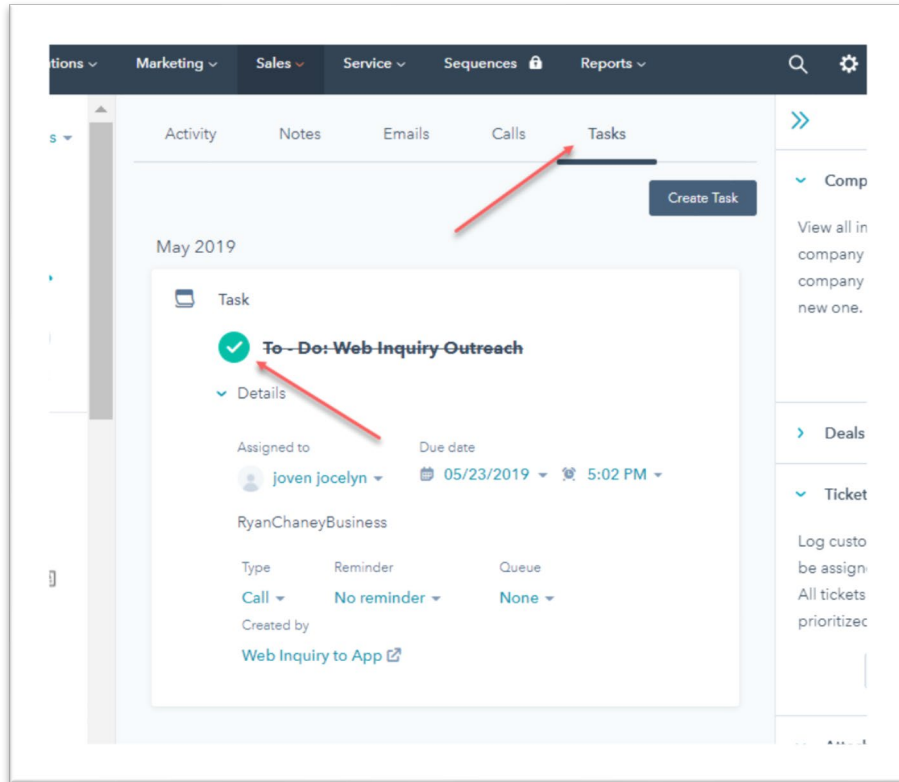 Marketing Sales Service Sequences Reports
Activity Notes Emails Calls Tasks
Create Task
May 2019
Task
To - Do: Web Inquiry Outreach
Details
Assigned to Due date
joven jocelyn 05/23/2019 5:02 PM
RyanChaneyBusiness
Type Reminder Queue
Call No reminder None
Created by
Web Inquiry to App
Comp
View all in
company
company
new one.
Deals
Ticket
Log custo
be assign
All tickets
prioritized